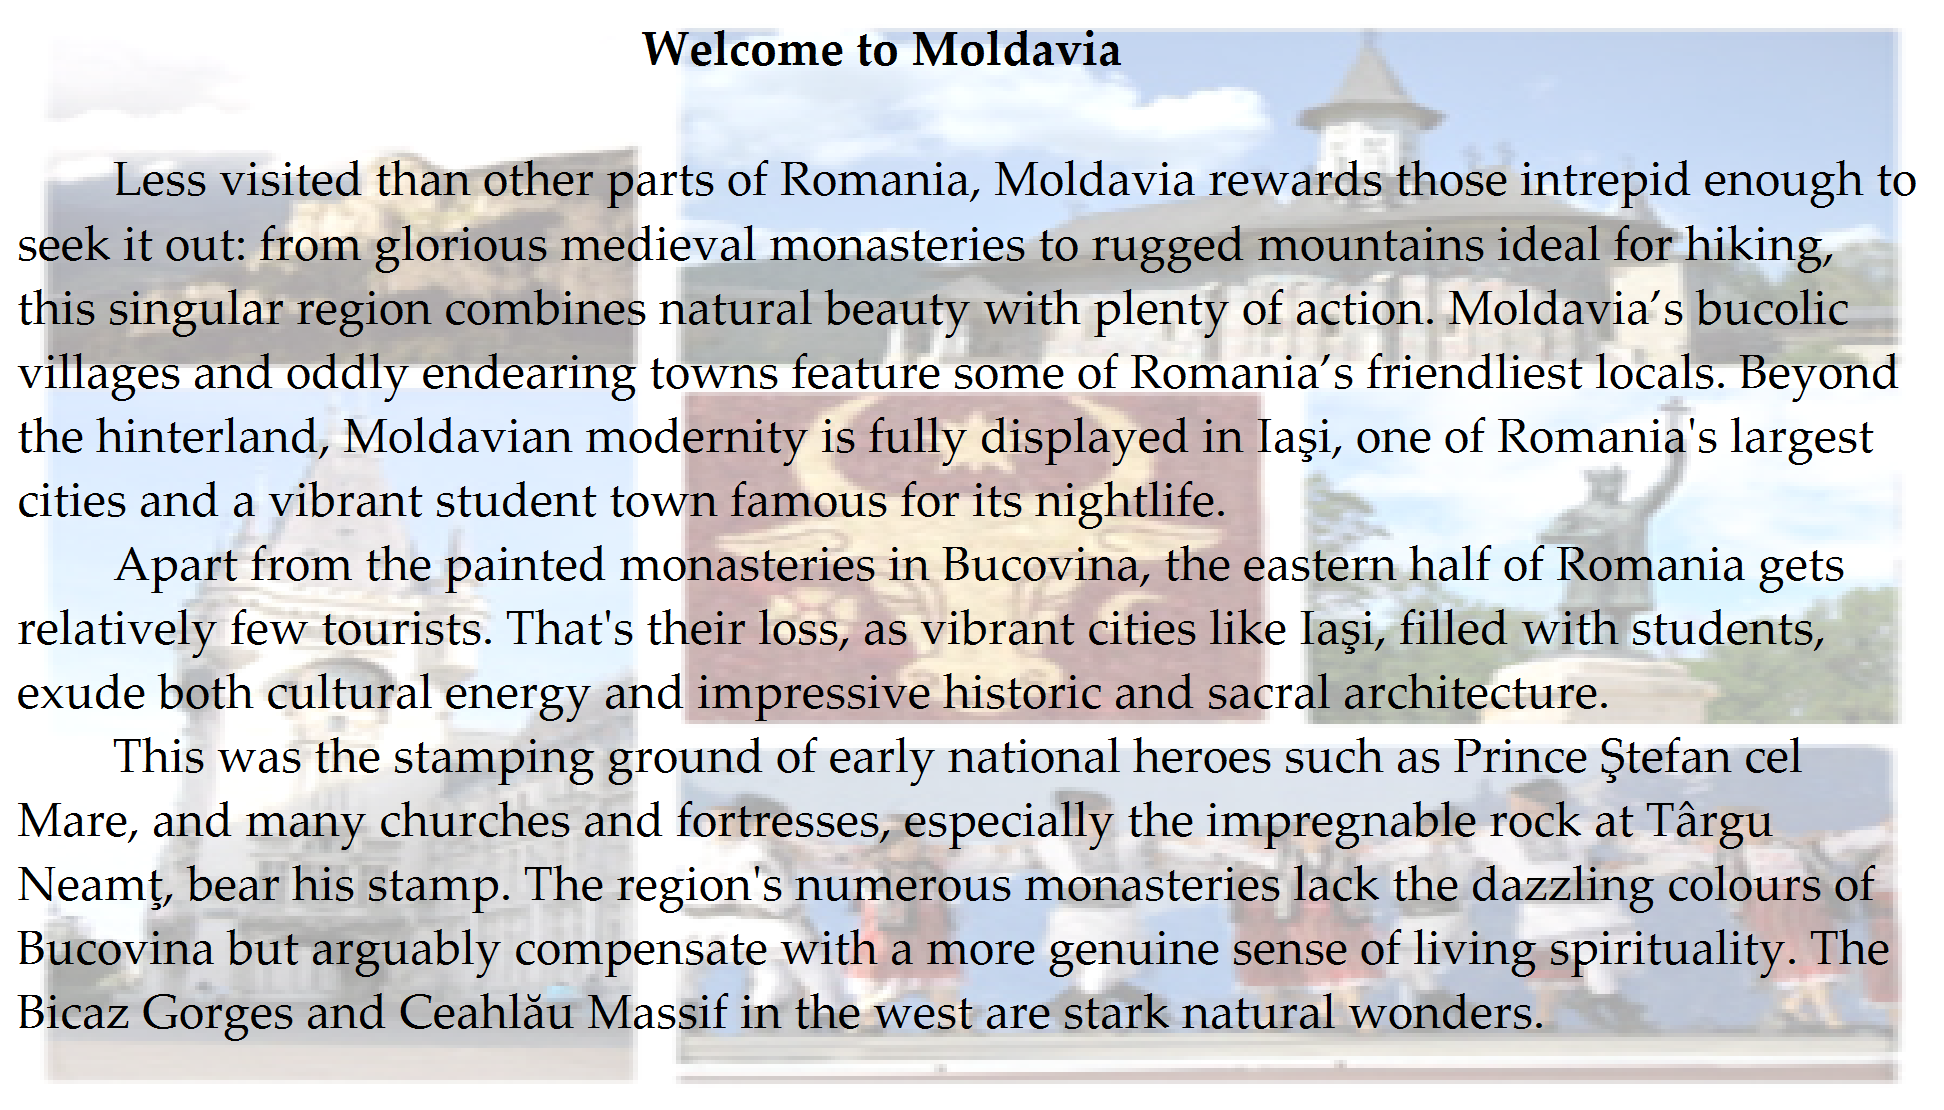 Welcome to Moldavia
Less visited than other parts of Romania, Moldavia rewards those intrepid enough to
seek it out: from glorious medieval monasteries to rugged mountains ideal for hiking,
this singular region combines natural beauty with plenty of action. Moldavia’s bucolic
villages and oddly endearing towns feature some of Romania’s friendliest locals. Beyond
the hinterland, Moldavian modernity is fully displayed in Iaşi, one of Romania's largest
cities and a vibrant student town famous for its nightlife.
Apart from the painted monasteries in Bucovina, the eastern half of Romania gets
relatively few tourists. That's their loss, as vibrant cities like Iaşi, filled with students,
exude both cultural energy and impressive historic and sacral architecture.
This was the stamping ground of early national heroes such as Prince Ştefan cel
Mare, and many churches and fortresses, especially the impregnable rock at Târgu
Neamţ, bear his stamp. The region's numerous monasteries lack the dazzling colours of
Bucovina but arguably compensate with a more genuine sense of living spirituality. The
Bicaz Gorges and Ceahlău Massif in the west are stark natural wonders.